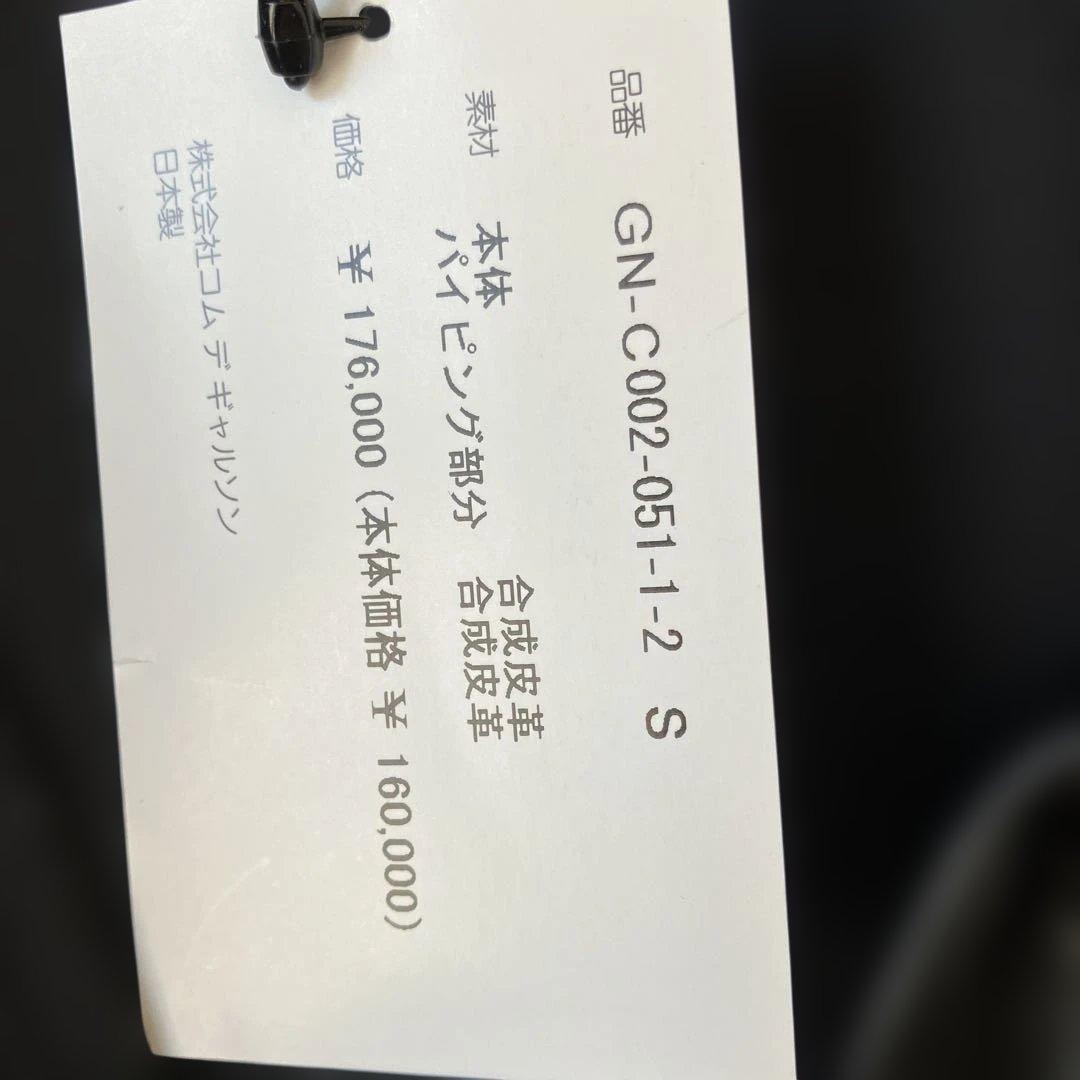 品番 GN-C002-051-1-2 S
素材 本体 合成皮革
パイピング部分 合成皮革
価格 ¥ 176,000 (本体価格 ¥ 160,000)
株式会社コム デ ギャルソン
日本製